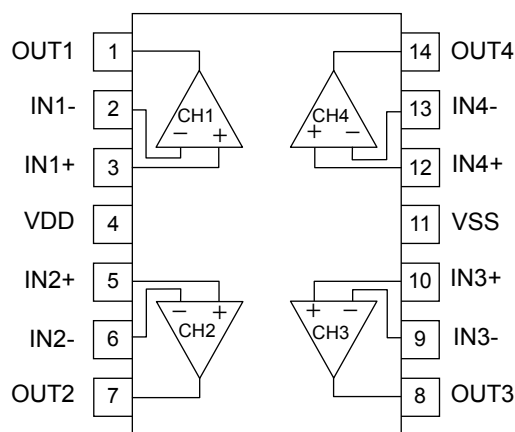 OUT1 1 14 OUT4
IN1- 2 13 IN4-
CH1 CH4
− + + −
IN1+ 3 12 IN4+
VDD 4 11 VSS
IN2+ 5 10 IN3+
− + + −
CH2 CH3
IN2- 6 9 IN3-
OUT2 7 8 OUT3